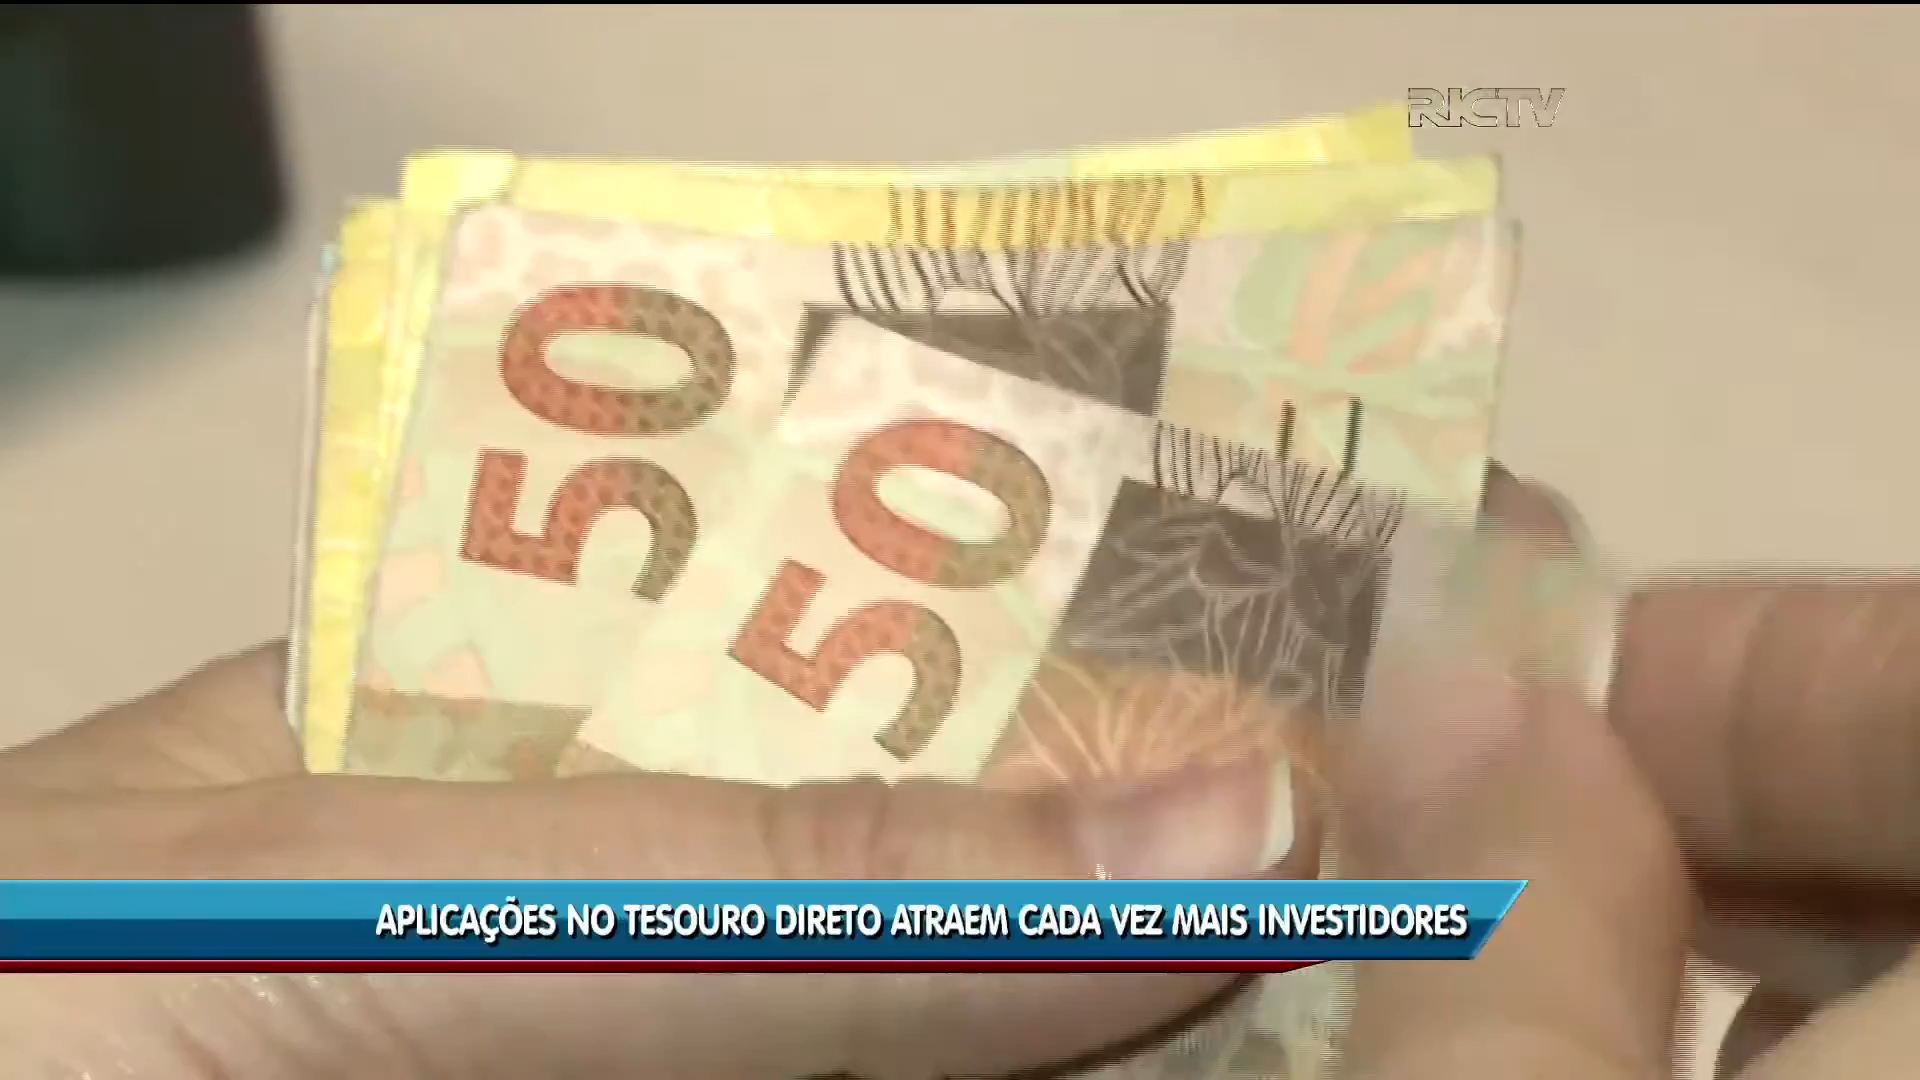 RICTV
50
50
APLICAÇÕES NO TESOURO DIRETO ATRAEM CADA VEZ MAIS INVESTIDORES